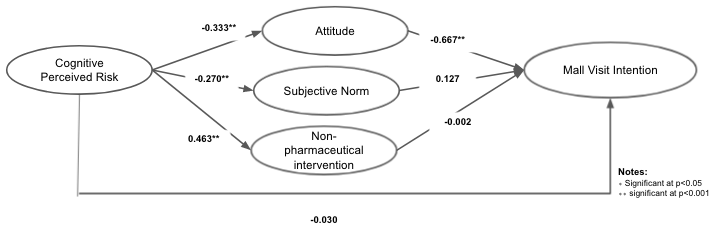 -0.333**
Attitude
-0.667**
Cognitive
Perceived Risk
-0.270**
Subjective Norm
0.127
Mall Visit Intention
0.463**
Non-
pharmaceutical
intervention
-0.002
Notes:
* Significant at p<0.05
** significant at p<0.001
-0.030